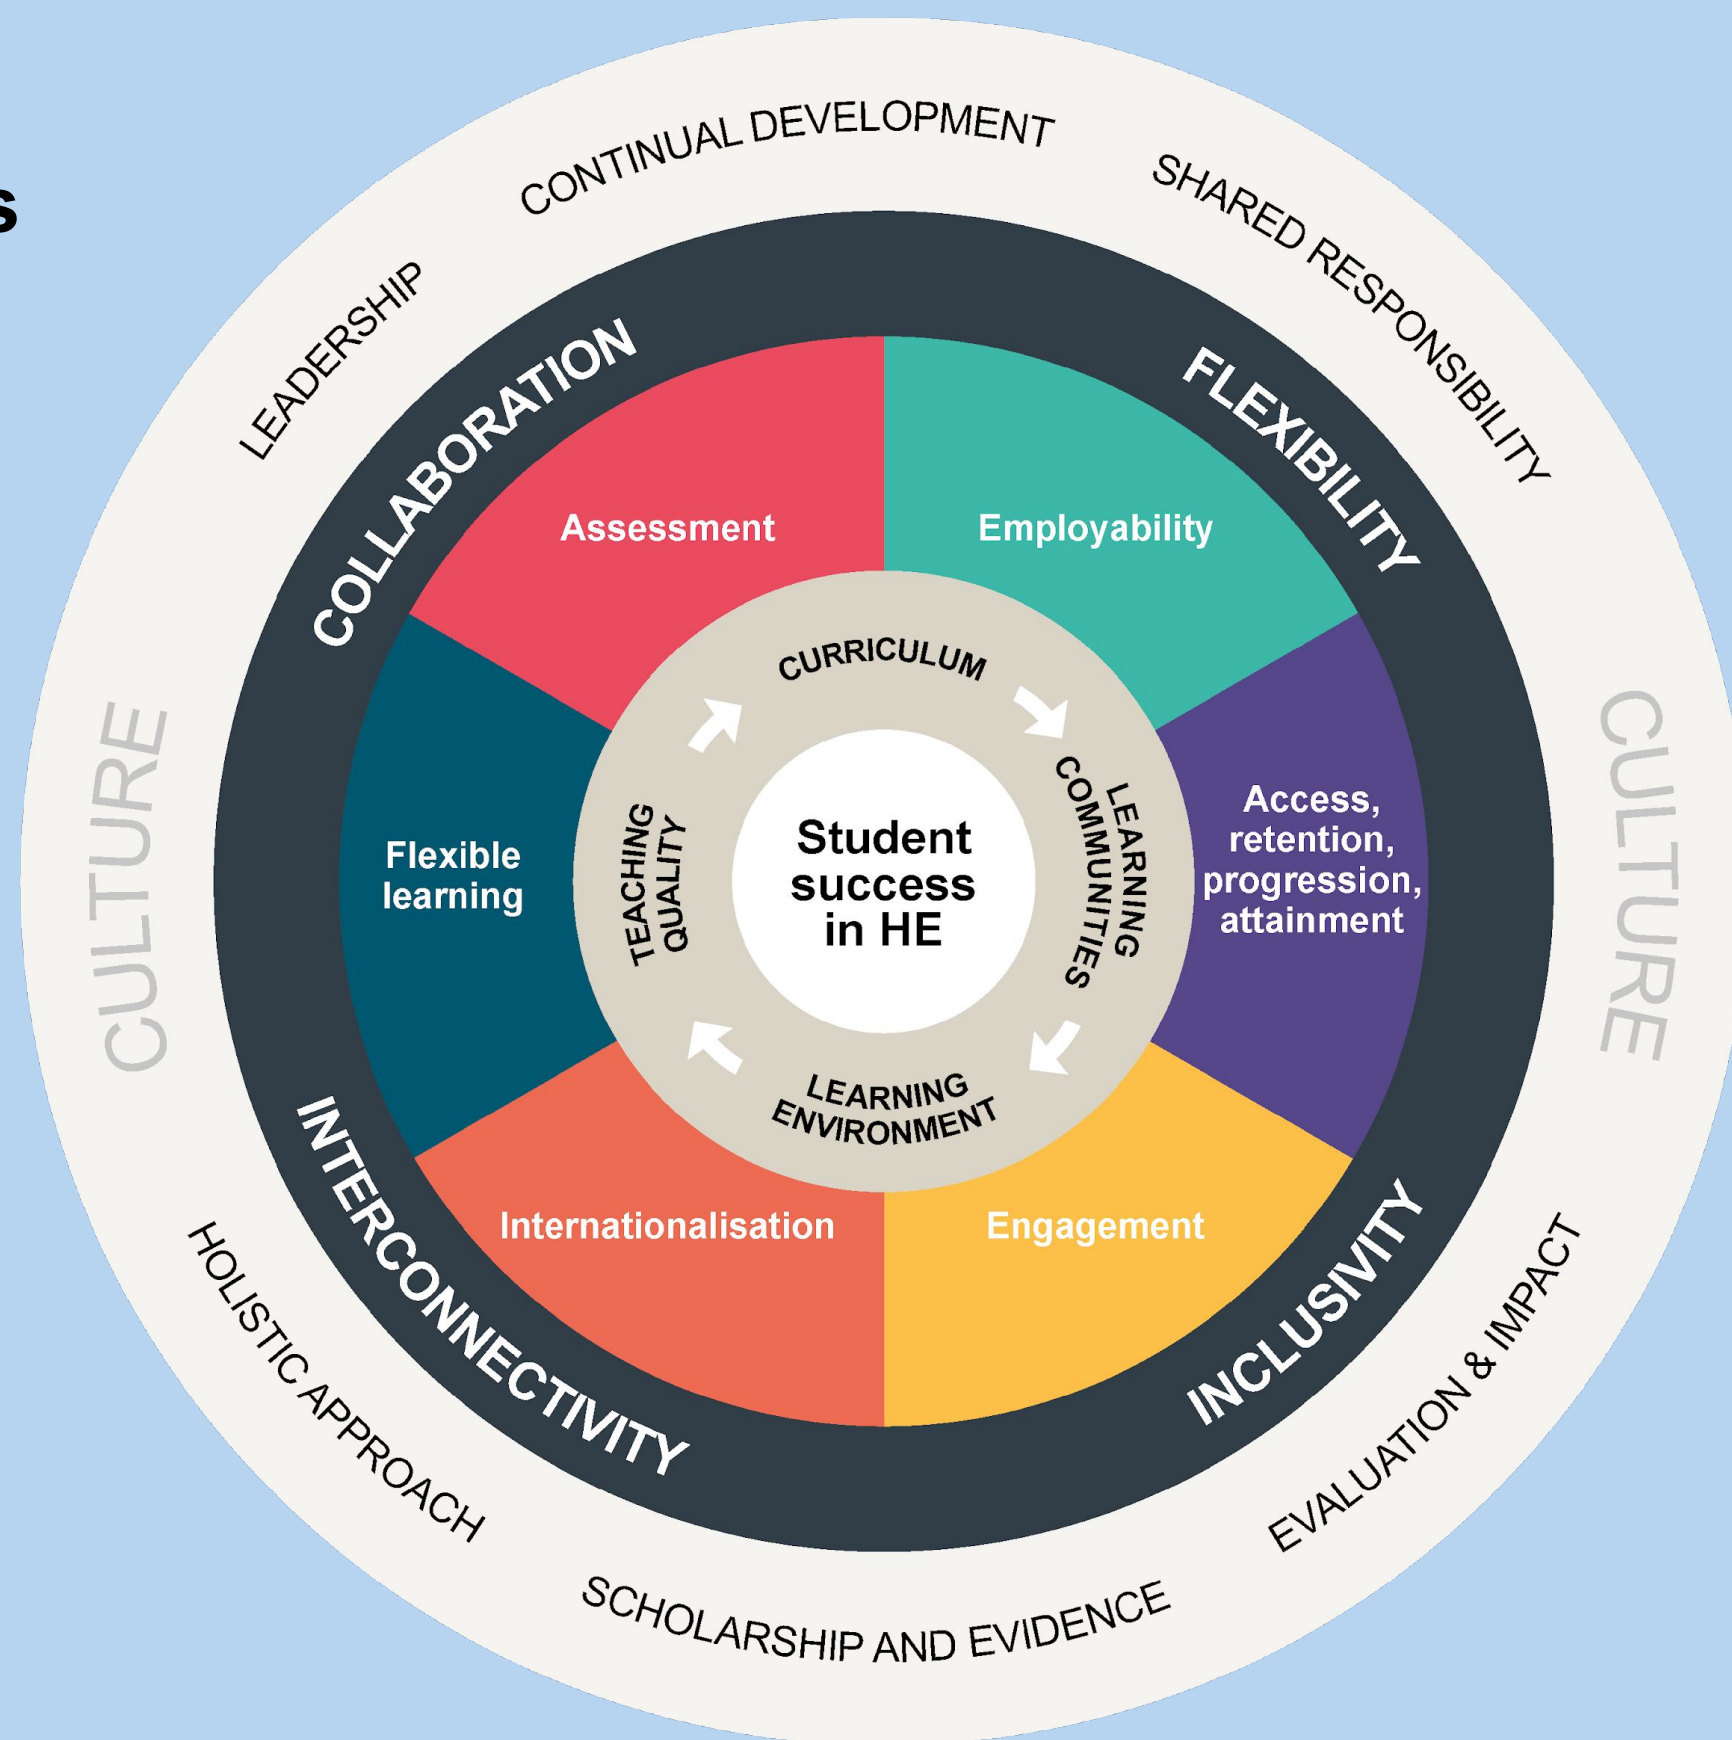 s
CONTINUAL DEVELOPMENT
SHARED RESPONSIBILITY
LEADERSHIP
COLLABORATION
FLEXIBILITY
Assessment
Employability
CURRICULUM
CULTURE
CULTURE
Flexible
learning
TEACHING
QUALITY
Student
success
in HE
LEARNING
COMMUNITIES
Access,
retention,
progression,
attainment
LEARNING
ENVIRONMENT
Internationalisation
Engagement
INTERCONNECTIVITY
INCLUSIVITY
HOLISTIC APPROACH
EVALUATION & IMPACT
SCHOLARSHIP AND EVIDENCE